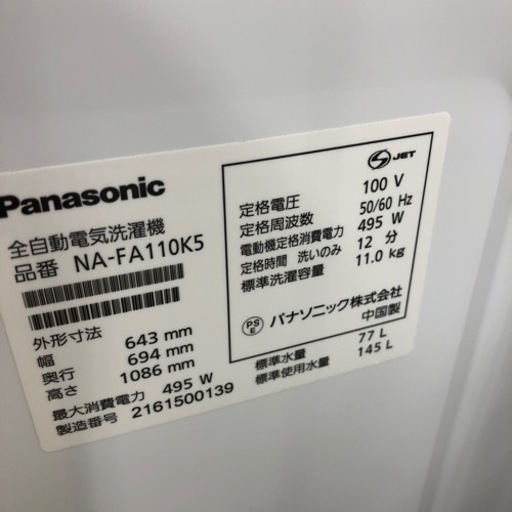 Panasonic
全自動電気洗濯機
品番 NA-FA110K5
外形寸法
幅 643 mm
奥行 694 mm
高さ 1086 mm
最大消費電力 495 W
製造番号 2161500139
S JET
定格電圧 100 V
定格周波数 50/60 Hz
電動機定格消費電力 495 W
定格時間 洗いのみ 12 分
標準洗濯容量 11.0 kg
PS E パナソニック株式会社
中国製
標準水量 77 L
標準使用水量 145 L